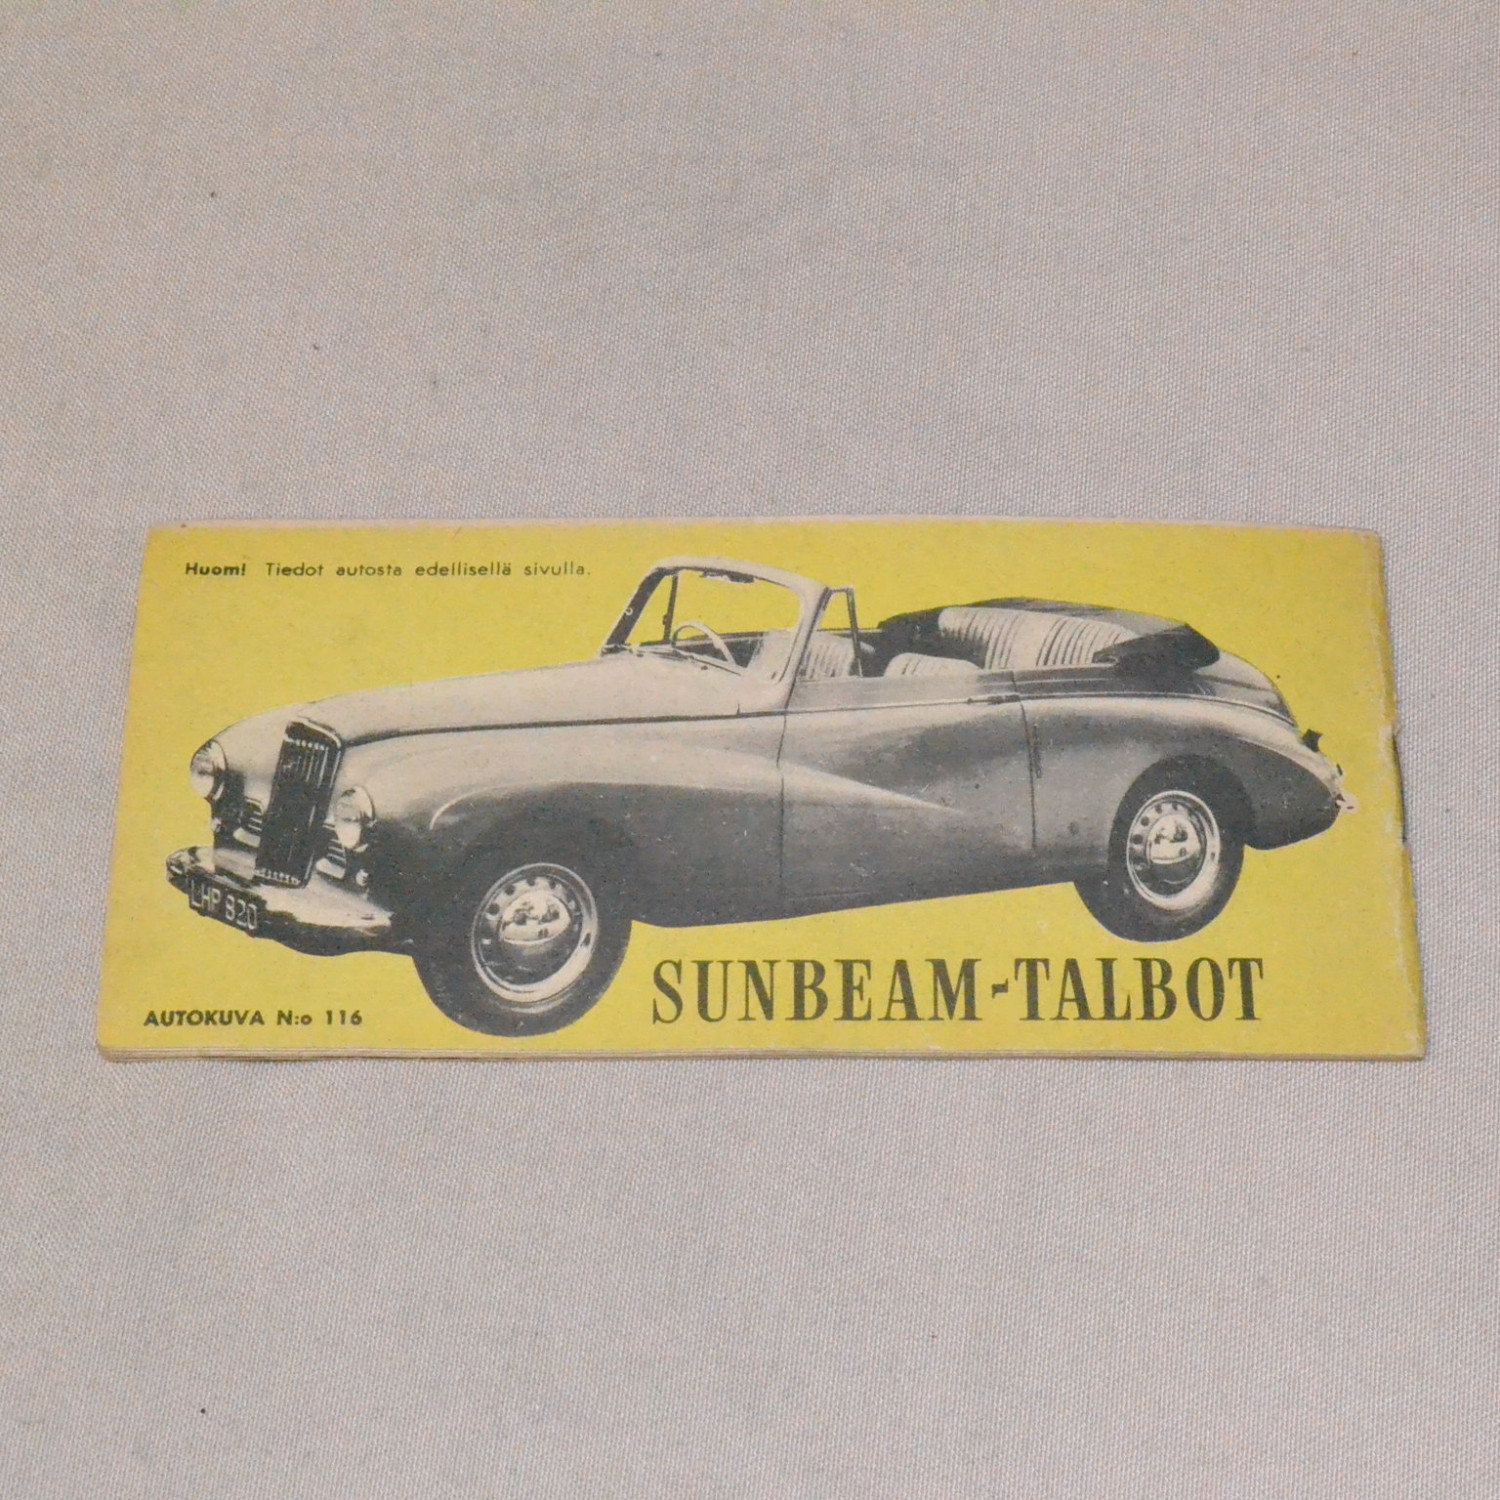 Huom! Tiedot autosta edellisellä sivulla.
LHP 820
SUNBEAM-TALBOT
AUTOKUVA N:o 116